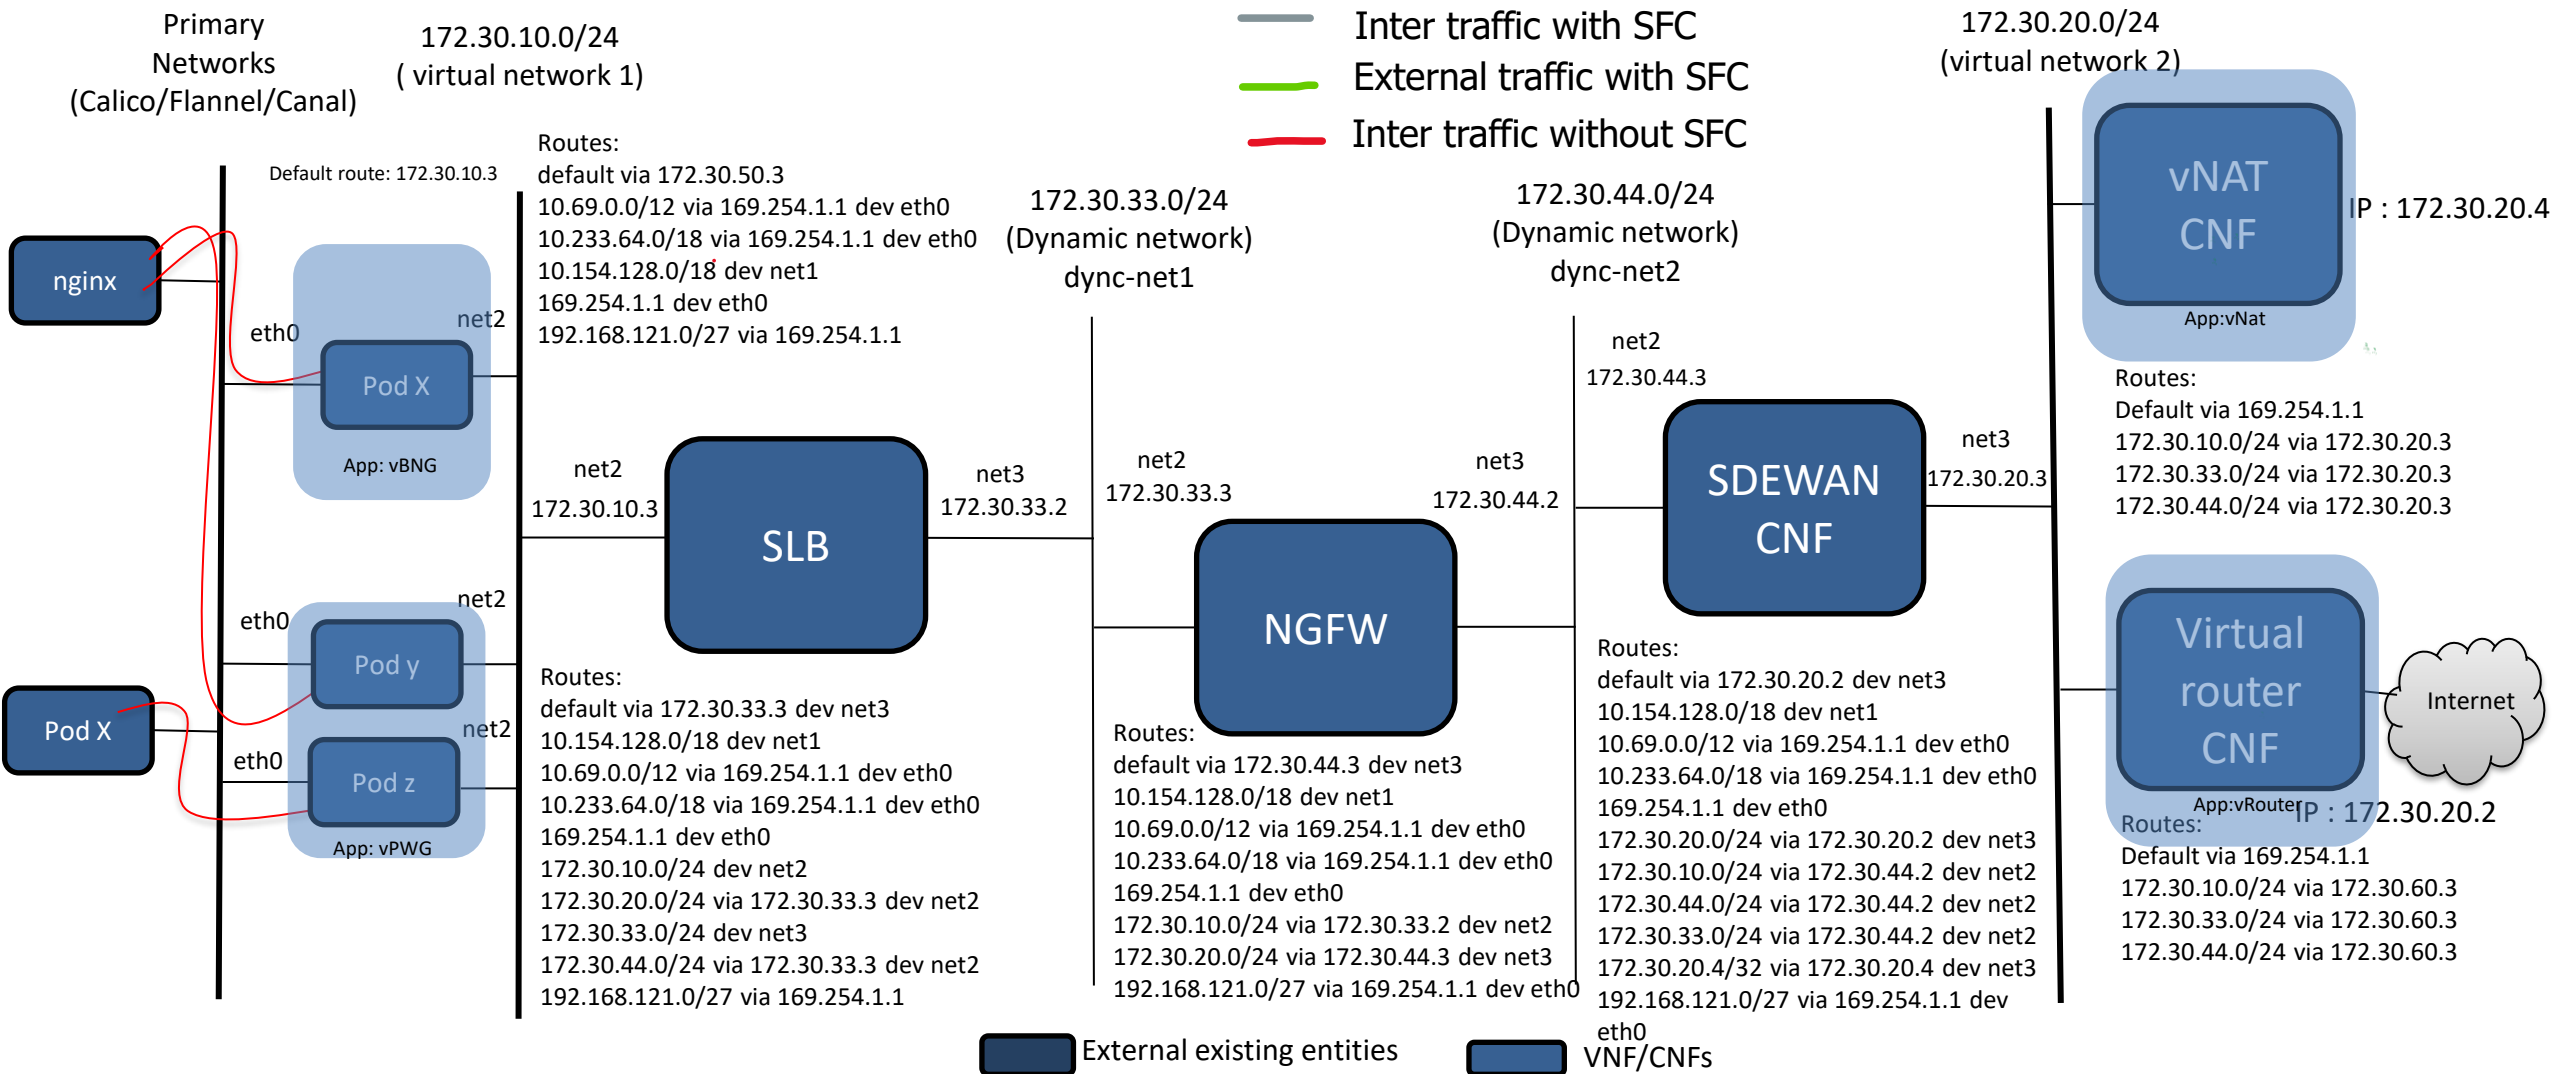 Primary
Networks
(Calico/Flannel/Canal)
172.30.10.0/24
( virtual network 1)
Inter traffic with SFC
External traffic with SFC
Inter traffic without SFC
172.30.20.0/24
(virtual network 2)
Default route: 172.30.10.3
Routes:
default via 172.30.50.3
10.69.0.0/12 via 169.254.1.1 dev eth0
10.233.64.0/18 via 169.254.1.1 dev eth0
10.154.128.0/18 dev net1
169.254.1.1 dev eth0
192.168.121.0/27 via 169.254.1.1
172.30.33.0/24
(Dynamic network)
dync-net1
172.30.44.0/24
(Dynamic network)
dync-net2
nginx
eth0
net2
Pod X
App: vBNG
eth0
net2
Pod y
Pod X
eth0
net2
Pod z
App: vPWG
net2
172.30.10.3
SLB
net3
172.30.33.2
Routes:
default via 172.30.33.3 dev net3
10.154.128.0/18 dev net1
10.69.0.0/12 via 169.254.1.1 dev eth0
10.233.64.0/18 via 169.254.1.1 dev eth0
169.254.1.1 dev eth0
172.30.10.0/24 dev net2
172.30.20.0/24 via 172.30.33.3 dev net2
172.30.33.0/24 dev net3
172.30.44.0/24 via 172.30.33.3 dev net2
192.168.121.0/27 via 169.254.1.1
net2
172.30.33.3
NGFW
net3
172.30.44.2
Routes:
default via 172.30.44.3 dev net3
10.154.128.0/18 dev net1
10.69.0.0/12 via 169.254.1.1 dev eth0
10.233.64.0/18 via 169.254.1.1 dev eth0
169.254.1.1 dev eth0
172.30.10.0/24 via 172.30.33.2 dev net2
172.30.20.0/24 via 172.30.44.3 dev net3
192.168.121.0/27 via 169.254.1.1 dev eth0
net2
172.30.44.3
SDEWAN
CNF
net3
172.30.20.3
Routes:
default via 172.30.20.2 dev net3
10.154.128.0/18 dev net1
10.69.0.0/12 via 169.254.1.1 dev eth0
10.233.64.0/18 via 169.254.1.1 dev eth0
169.254.1.1 dev eth0
172.30.20.0/24 via 172.30.20.2 dev net3
172.30.10.0/24 via 172.30.44.2 dev net2
172.30.44.0/24 via 172.30.44.2 dev net2
172.30.33.0/24 via 172.30.44.2 dev net2
172.30.20.4/32 via 172.30.20.4 dev net3
192.168.121.0/27 via 169.254.1.1 dev
eth0
vNAT
CNF
App:vNat
IP : 172.30.20.4
Routes:
Default via 169.254.1.1
172.30.10.0/24 via 172.30.20.3
172.30.33.0/24 via 172.30.20.3
172.30.44.0/24 via 172.30.20.3
Virtual
router
CNF
App:vRouter
Internet
IP : 172.30.20.2
Routes:
Default via 169.254.1.1
172.30.10.0/24 via 172.30.60.3
172.30.33.0/24 via 172.30.60.3
172.30.44.0/24 via 172.30.60.3
External existing entities
VNF/CNFs